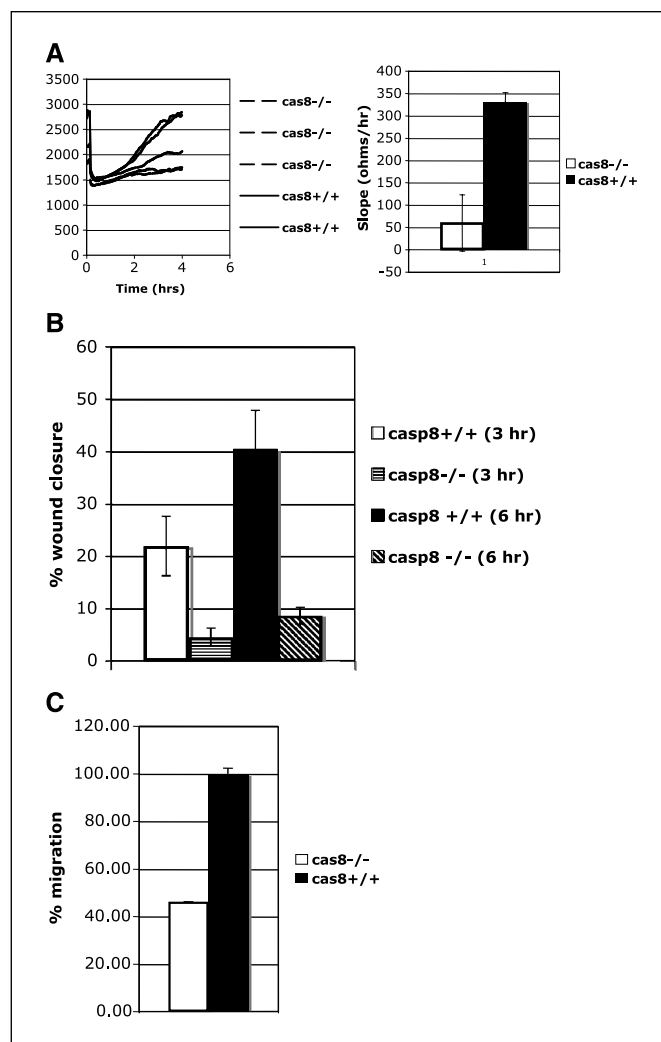 A
3500
3000
2500
2000
1500
1000
500
0
0 2 4 6
Time (hrs)
cas8-/-
cas8-/-
cas8-/-
cas8+/+
cas8+/+
Slope (ohms/hr)
400
350
300
250
200
150
100
50
0
-50
1
cas8-/-
cas8+/+
B
% wound closure
60
50
40
30
20
10
0
casp8+/+ (3 hr)
casp8-/- (3 hr)
casp8 +/+ (6 hr)
casp8 -/- (6 hr)
C
% migration
120.00
100.00
80.00
60.00
40.00
20.00
0.00
cas8-/-
cas8+/+